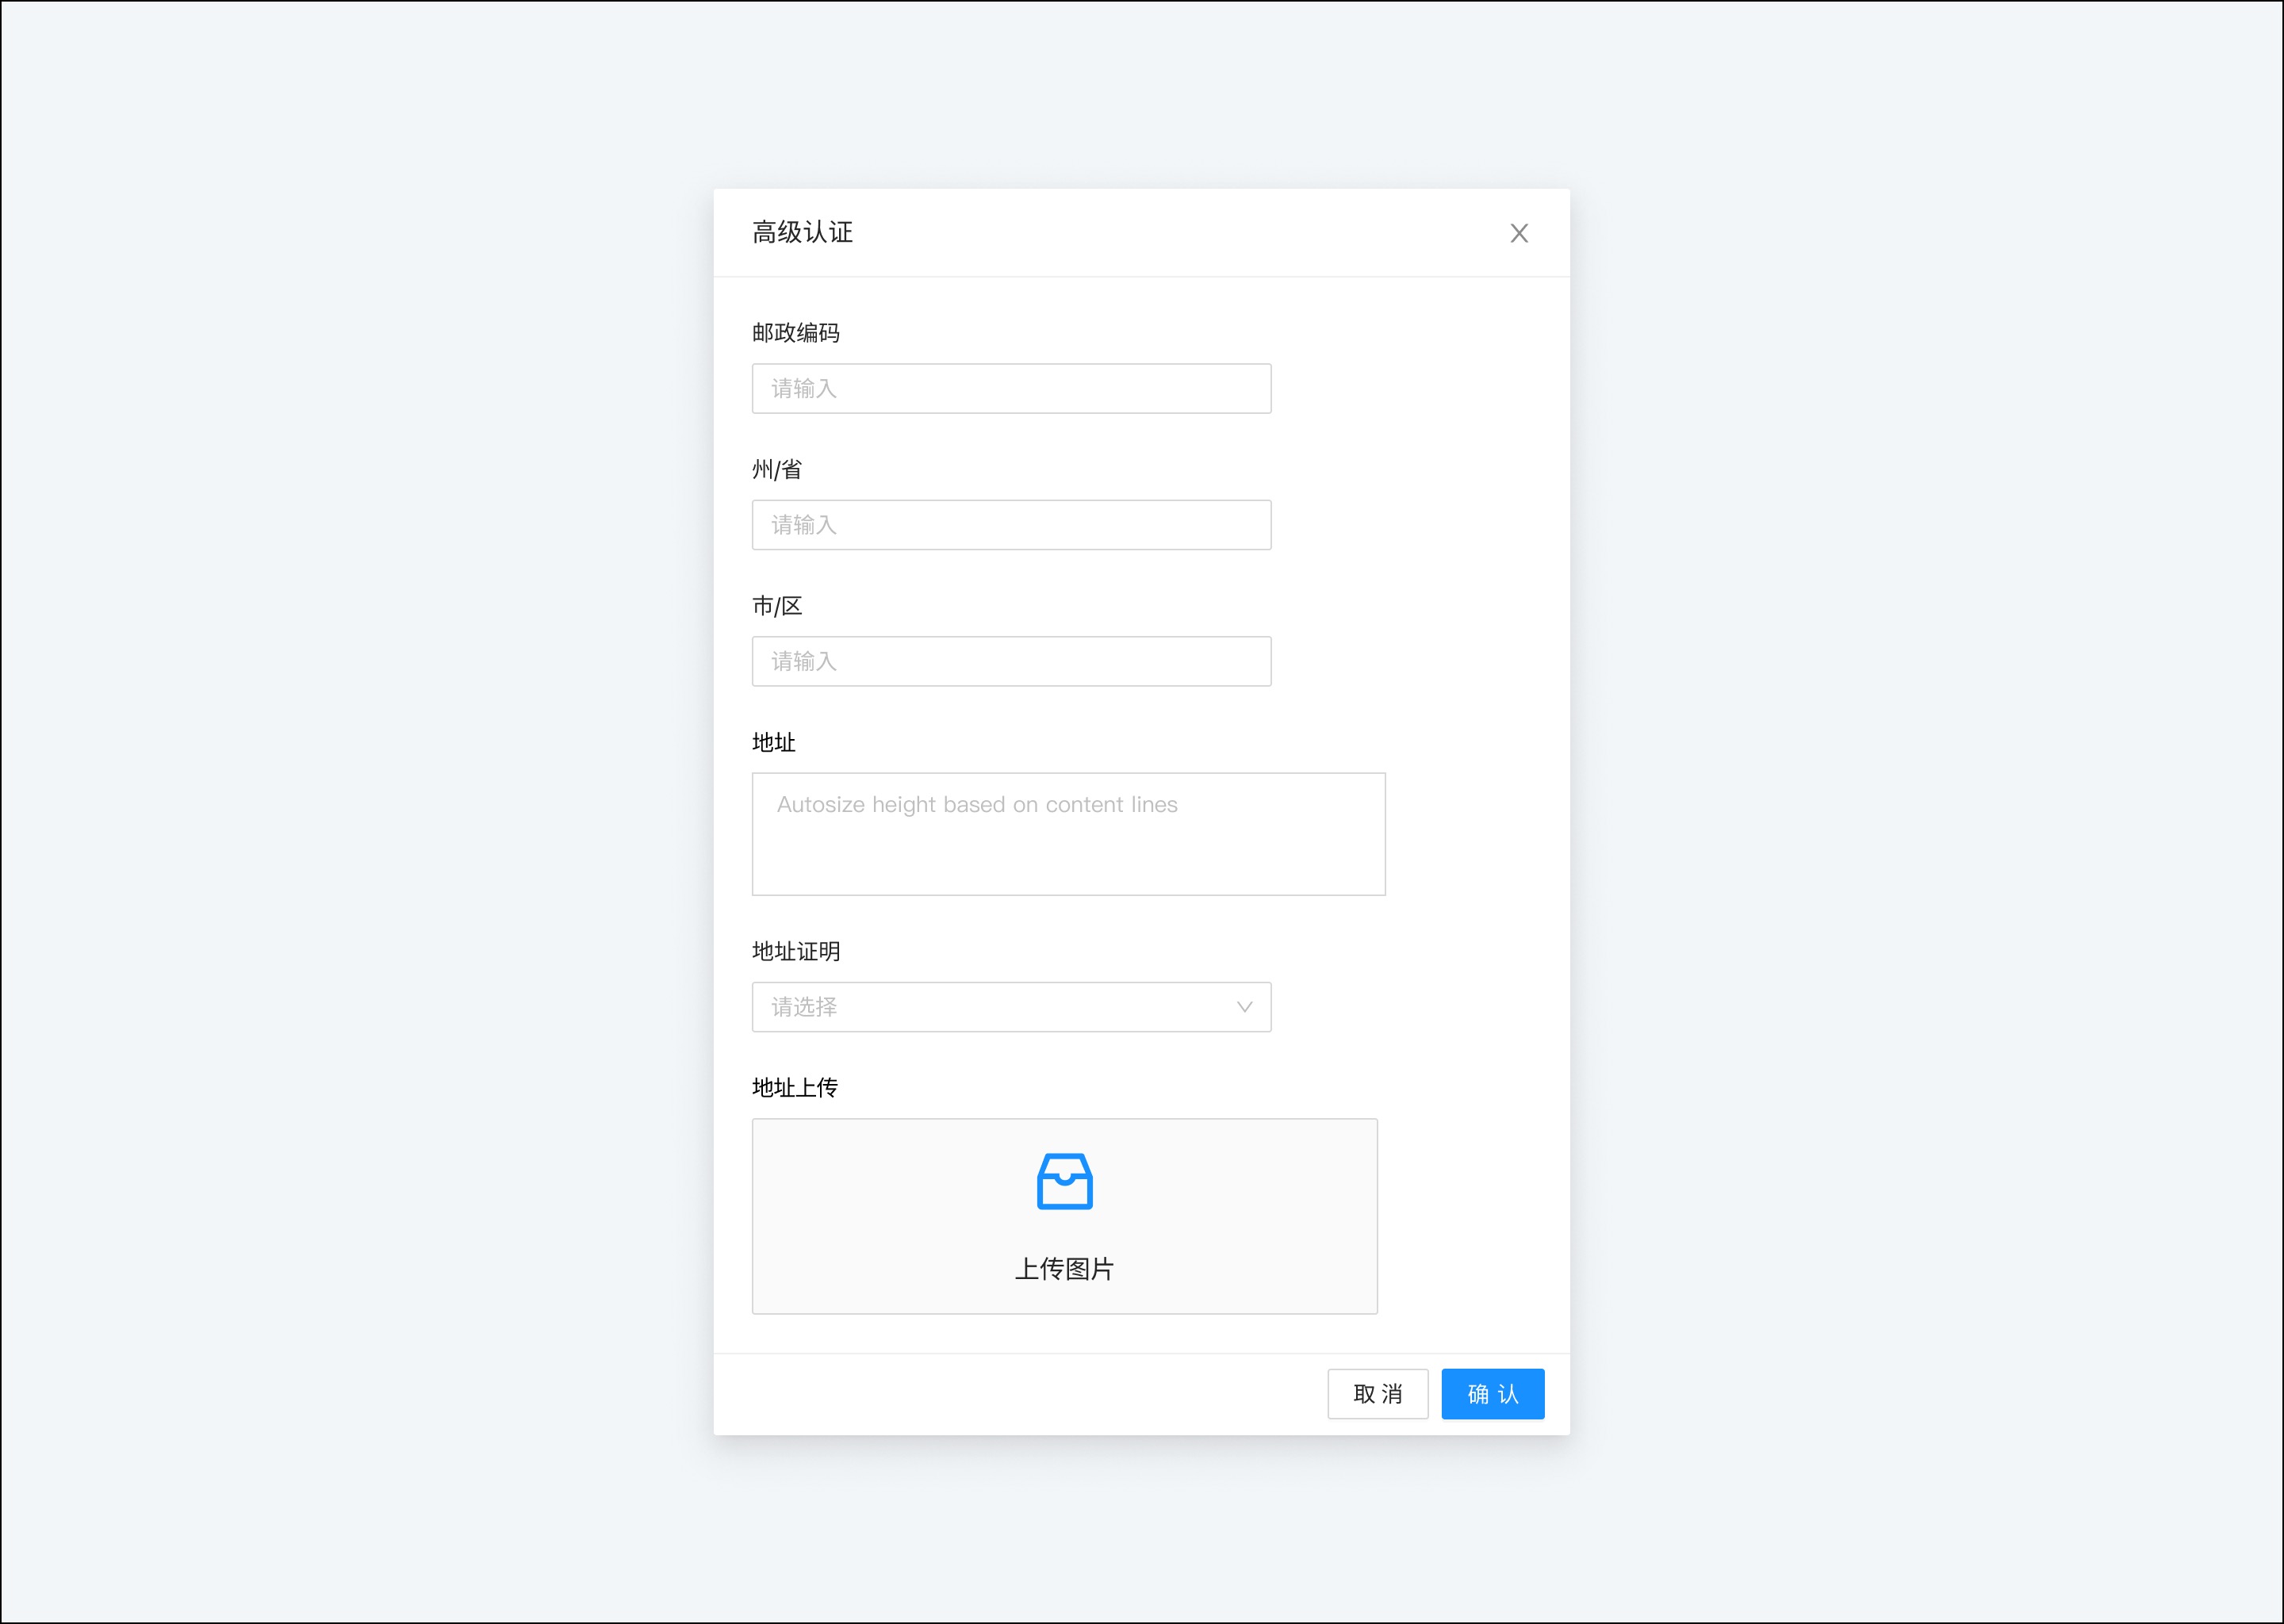 高级认证
邮政编码
请输入
州/省
请输入
市/区
请输入
地址
Autosize height based on content lines
地址证明
请选择
地址上传
上传图片
取 消
确 认